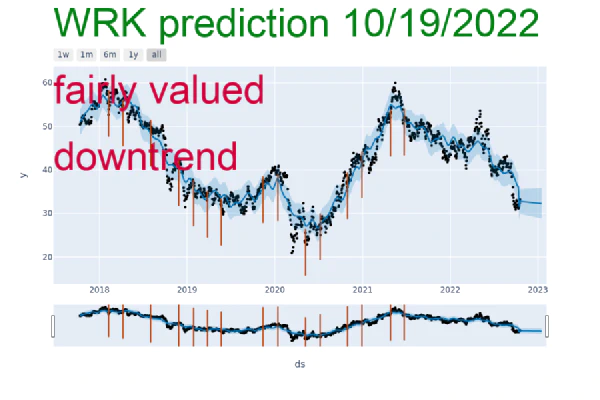 WRK prediction 10/19/2022
1w 1m 6m 1y all
fairly valued
downtrend
60
50
40
30
20
y
2018 2019 2020 2021 2022 2023
ds